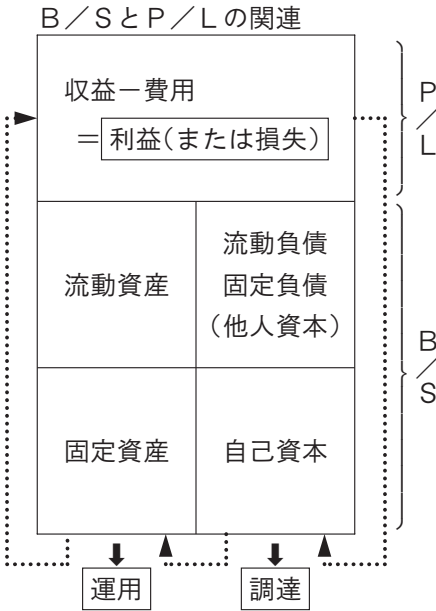 B／SとP／Lの関連
収益－費用
＝利益（または損失）
P／L
流動資産
流動負債
固定負債
（他人資本）
B／S
固定資産
自己資本
運用
調達